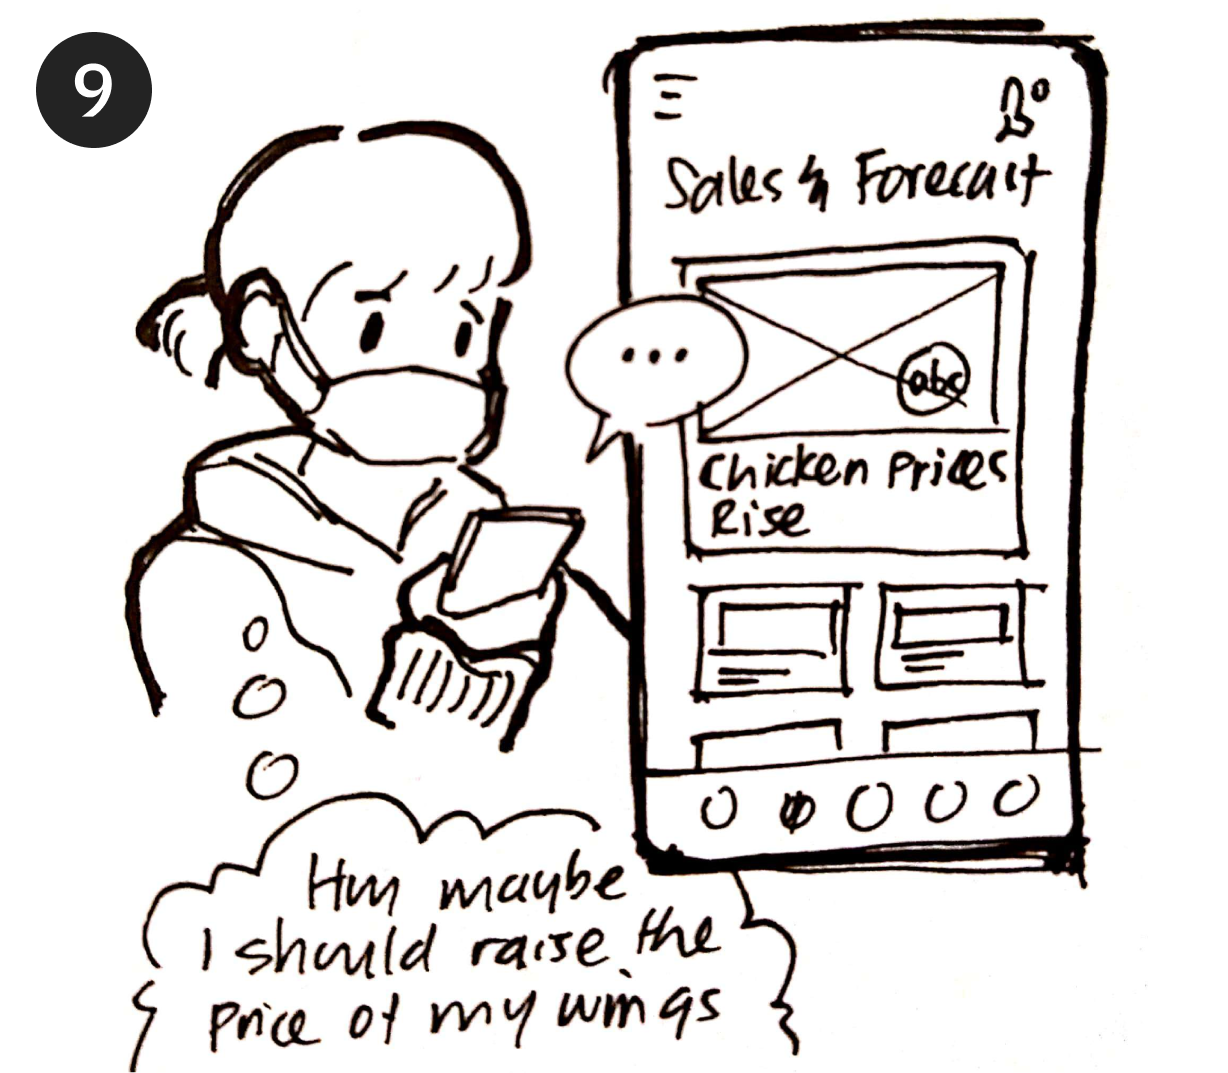 9
Sales & Forecast
...
abc
Chicken Prices
Rise
Hm maybe
I should raise the
price of my wings